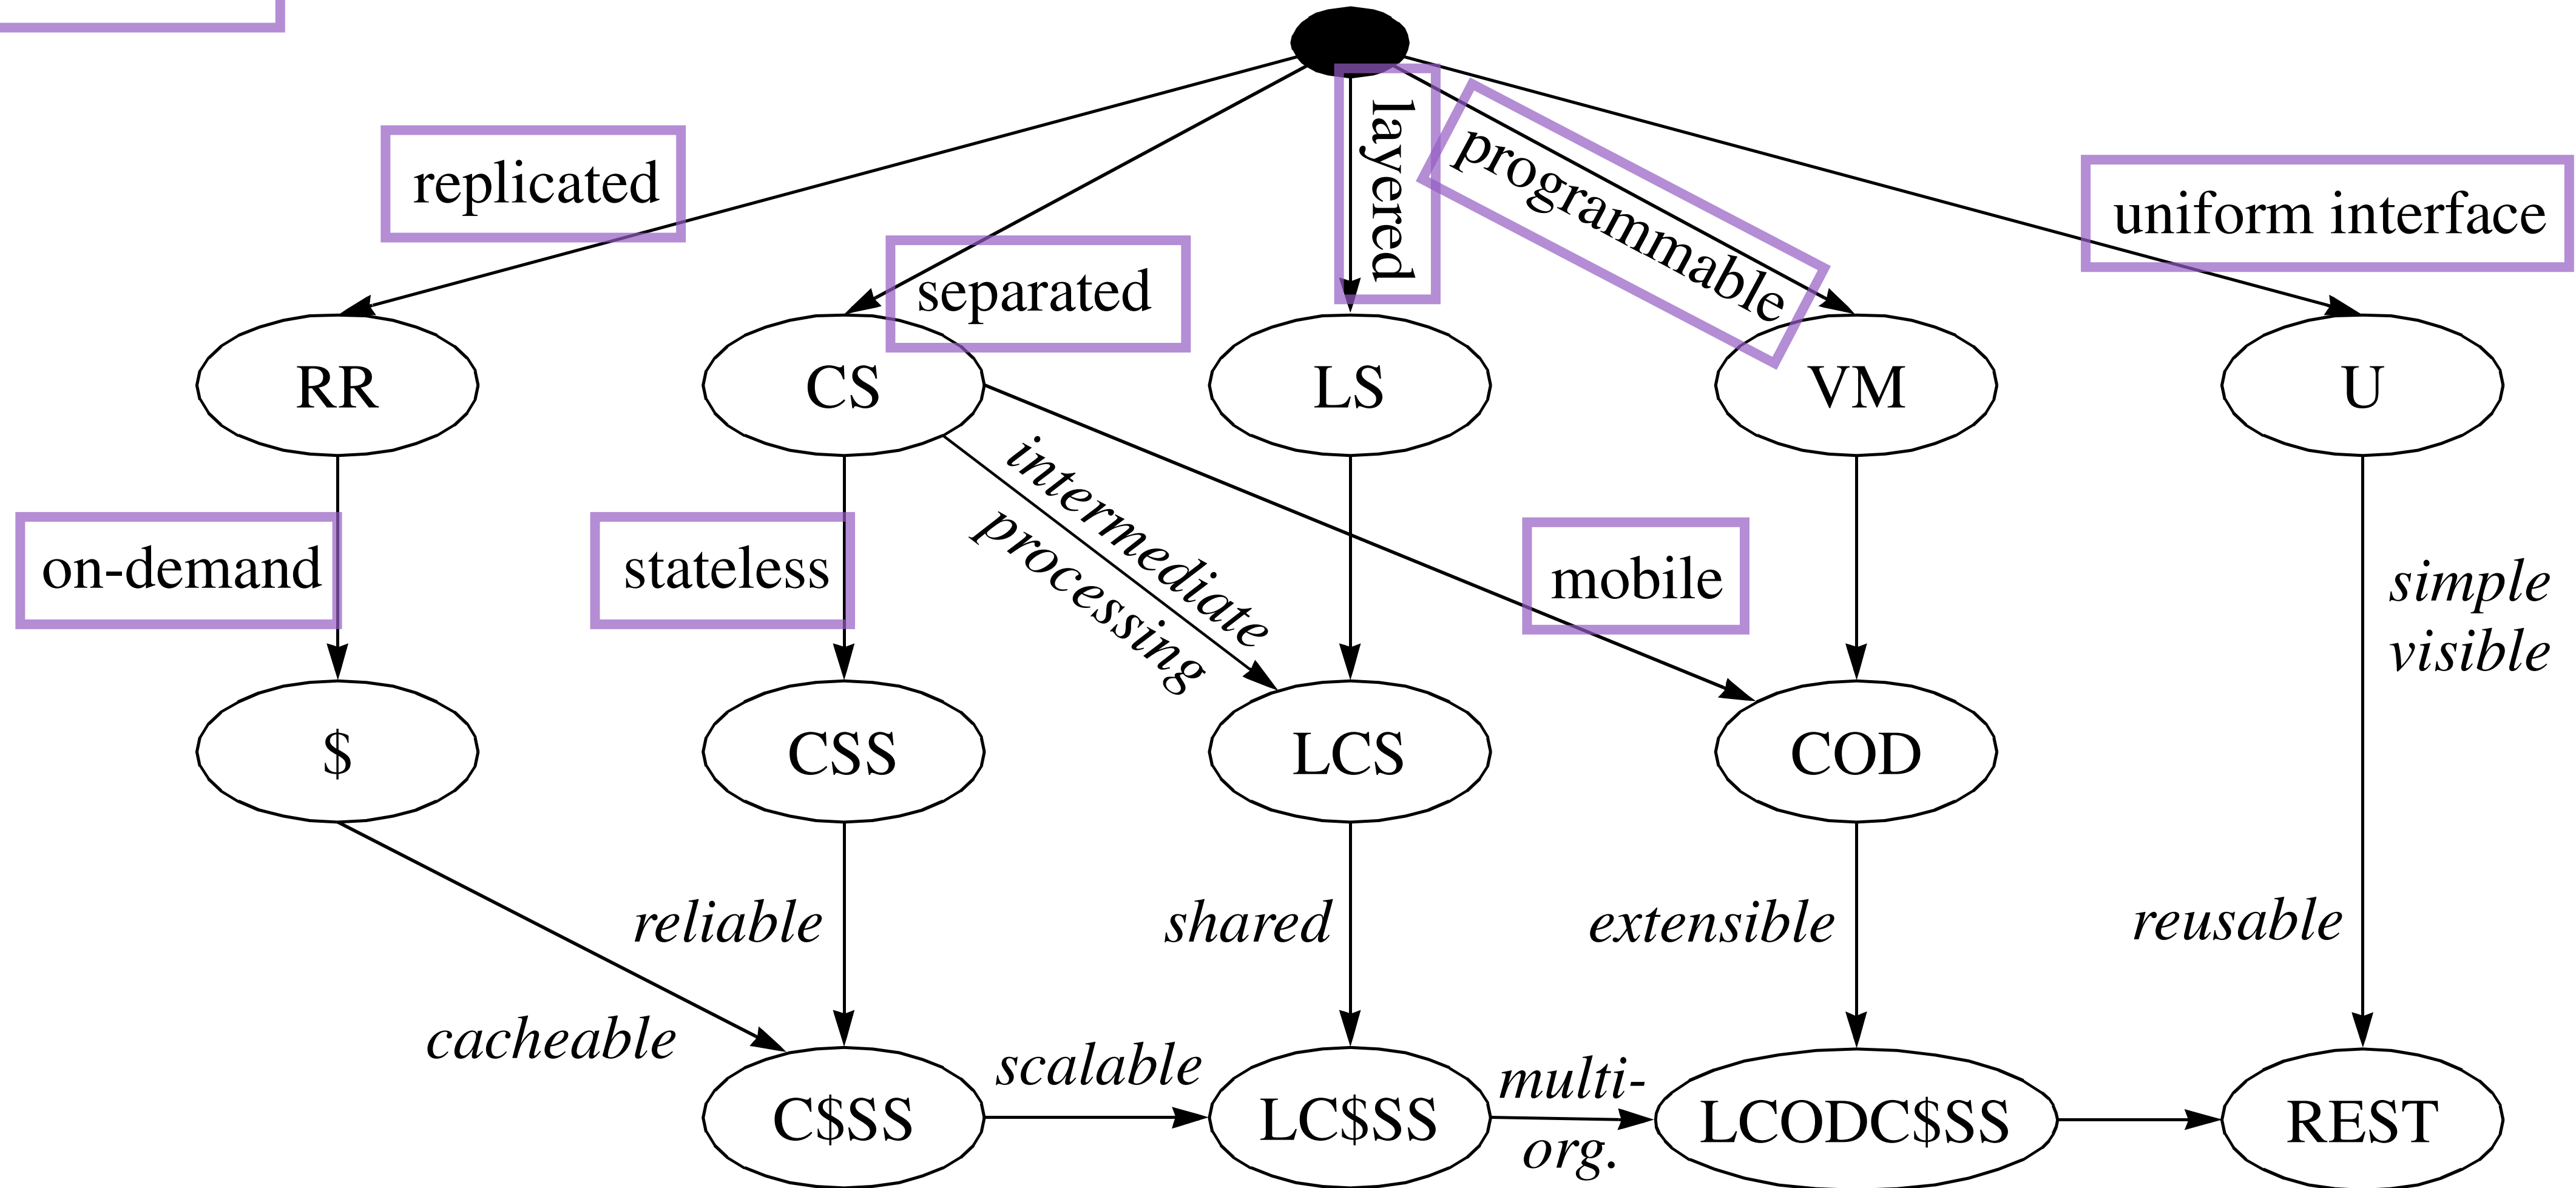 replicated
separated
layered
programmable
uniform interface
RR
CS
LS
VM
U
on-demand
stateless
intermediate
processing
mobile
simple
visible
$
CSS
LCS
COD
reliable
shared
extensible
reusable
cacheable
scalable
multi-
org.
C$SS
LC$SS
LCODC$SS
REST